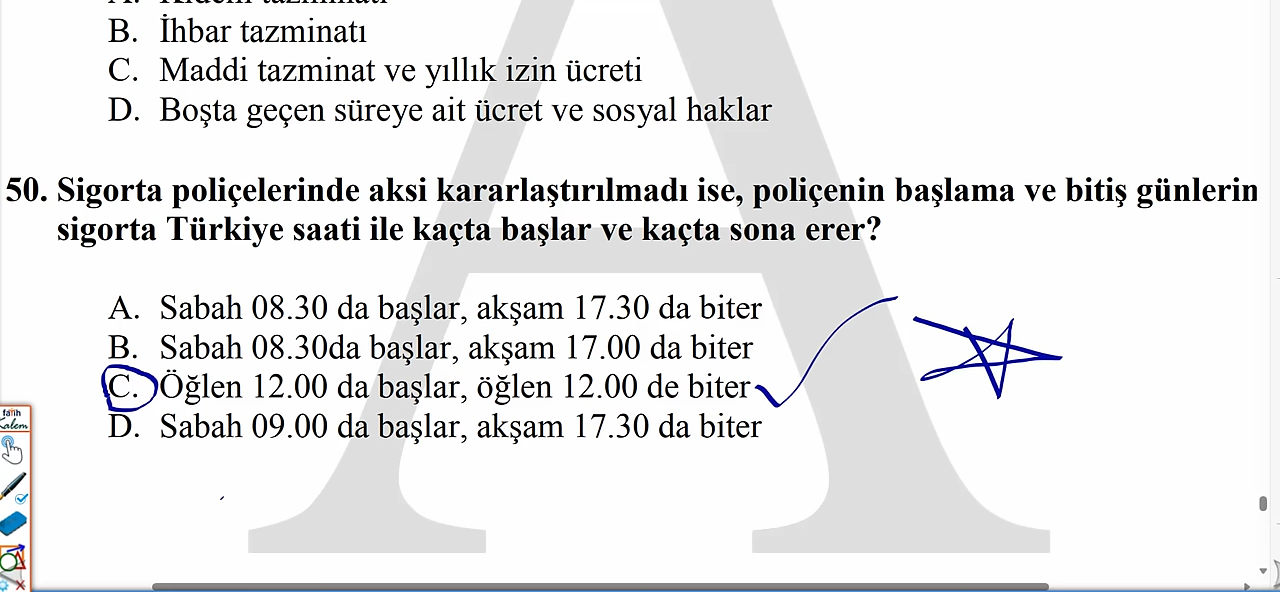 B. İhbar tazminatı
C. Maddi tazminat ve yıllık izin ücreti
D. Boşta geçen süreye ait ücret ve sosyal haklar
50. Sigorta poliçelerinde aksi kararlaştırılmadı ise, poliçenin başlama ve bitiş günlerin
sigorta Türkiye saati ile kaçta başlar ve kaçta sona erer?
A. Sabah 08.30 da başlar, akşam 17.30 da biter
B. Sabah 08.30da başlar, akşam 17.00 da biter
C. Öğlen 12.00 da başlar, öğlen 12.00 de biter
D. Sabah 09.00 da başlar, akşam 17.30 da biter
fatih
Kalem
A